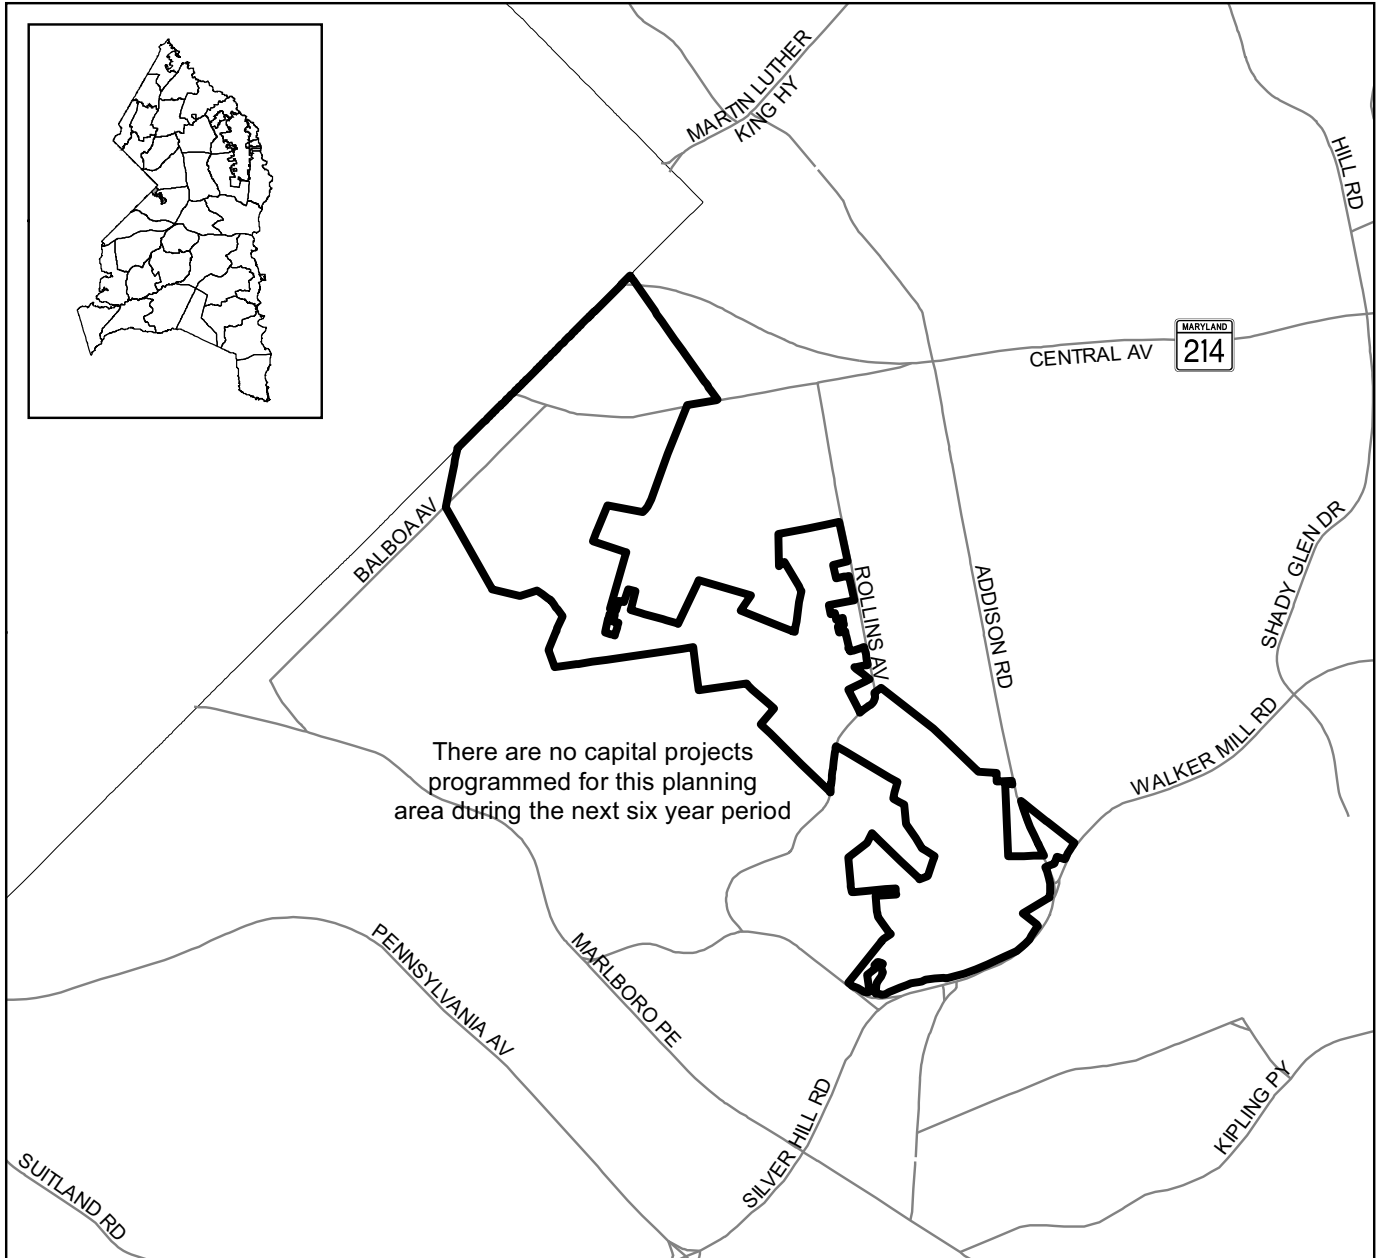 MARTIN LUTHER
KING HY
HILL RD
MARYLAND
214
CENTRAL AV
BALBOA AV
SHADY GLEN DR
ROLLINS AV
ADDISON RD
WALKER MILL RD
There are no capital projects
programmed for this planning
area during the next six year period
PENNSYLVANIA AV
MARLBORO PE
SILVER HILL RD
KIPLING PY
SUITLAND RD